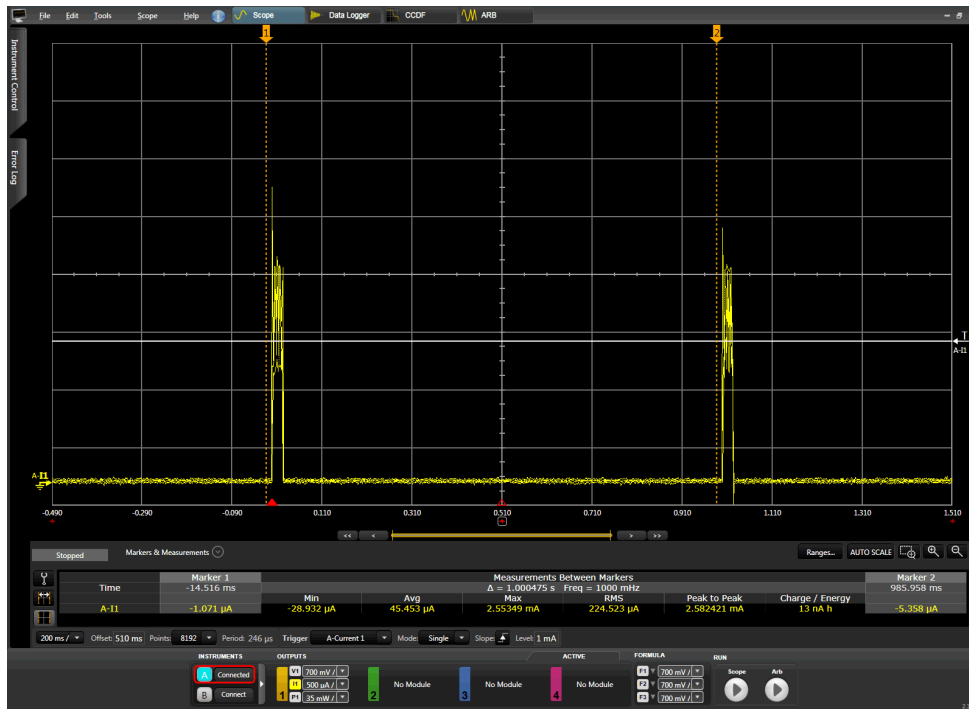 File Edit Tools Scope Help Scope Data Logger CCDF ARB
Instrument Control
Error Log
1 2
T
A-I1
A-I1
-0.490 -0.290 -0.090 0.110 0.310 0.510 0.710 0.910 1.110 1.310 1.510
<< < > >>
Stopped Markers & Measurements Ranges... AUTO SCALE
Marker 1 Measurements Between Markers Marker 2
Time -14.516 ms Δ = 1.000475 s Freq = 1000 mHz 985.958 ms
Min Avg Max RMS Peak to Peak Charge / Energy
A-I1 -1.071 µA -28.932 µA 45.453 µA 2.55349 mA 224.523 µA 2.582421 mA 13 nA h -5.358 µA
200 ms / Offset: 510 ms Points: 8192 Period: 246 µs Trigger A-Current 1 Mode: Single Slope: Level: 1 mA
INSTRUMENTS OUTPUTS ACTIVE FORMULA RUN
A Connected V1 700 mV / F1 700 mV / Scope Arb
I1 500 µA / No Module No Module No Module F2 700 mV /
B Connect 1 P1 35 mW / 2 3 4 F3 700 mV /